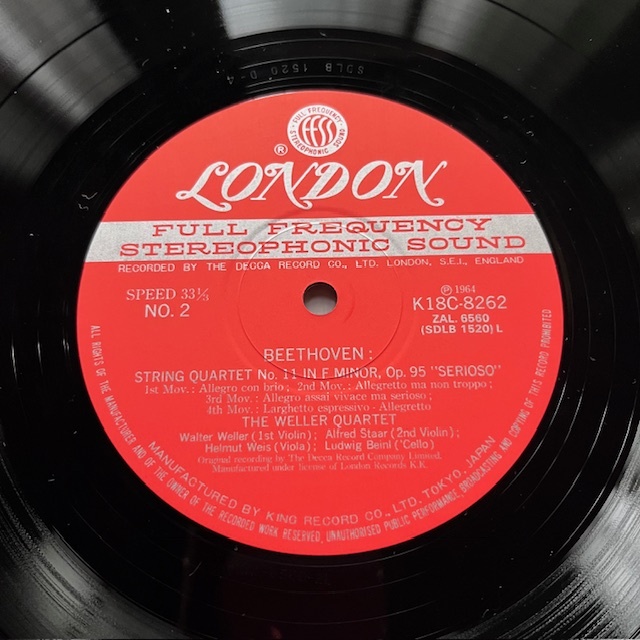 SDLB 1520 D-4
FULL FREQUENCY
ffss
STEREOPHONIC SOUND
®
LONDON
FULL FREQUENCY
STEREOPHONIC SOUND
RECORDED BY THE DECCA RECORD CO., LTD. LONDON, S.E.I., ENGLAND
SPEED 33⅓
NO. 2
℗ 1964
K18C-8262
ZAL. 6560
(SDLB 1520) L
BEETHOVEN:
STRING QUARTET No. 11 IN F MINOR, Op. 95 "SERIOSO"
1st Mov.: Allegro con brio; 2nd Mov.: Allegretto ma non troppo;
3rd Mov.: Allegro assai vivace ma serioso;
4th Mov.: Larghetto espressivo - Allegretto
THE WELLER QUARTET
Walter Weller (1st Violin); Alfred Staar (2nd Violin);
Helmut Weis (Viola); Ludwig Beinl ('Cello)
Original recording by The Decca Record Company Limited.
Manufactured under license of London Records K.K.
MANUFACTURED BY KING RECORD CO., LTD. TOKYO, JAPAN
ALL RIGHTS OF THE MANUFACTURER AND OF THE OWNER OF THE RECORDED WORK RESERVED, UNAUTHORISED PUBLIC PERFORMANCE, BROADCASTING AND COPYING OF THIS RECORD PROHIBITED